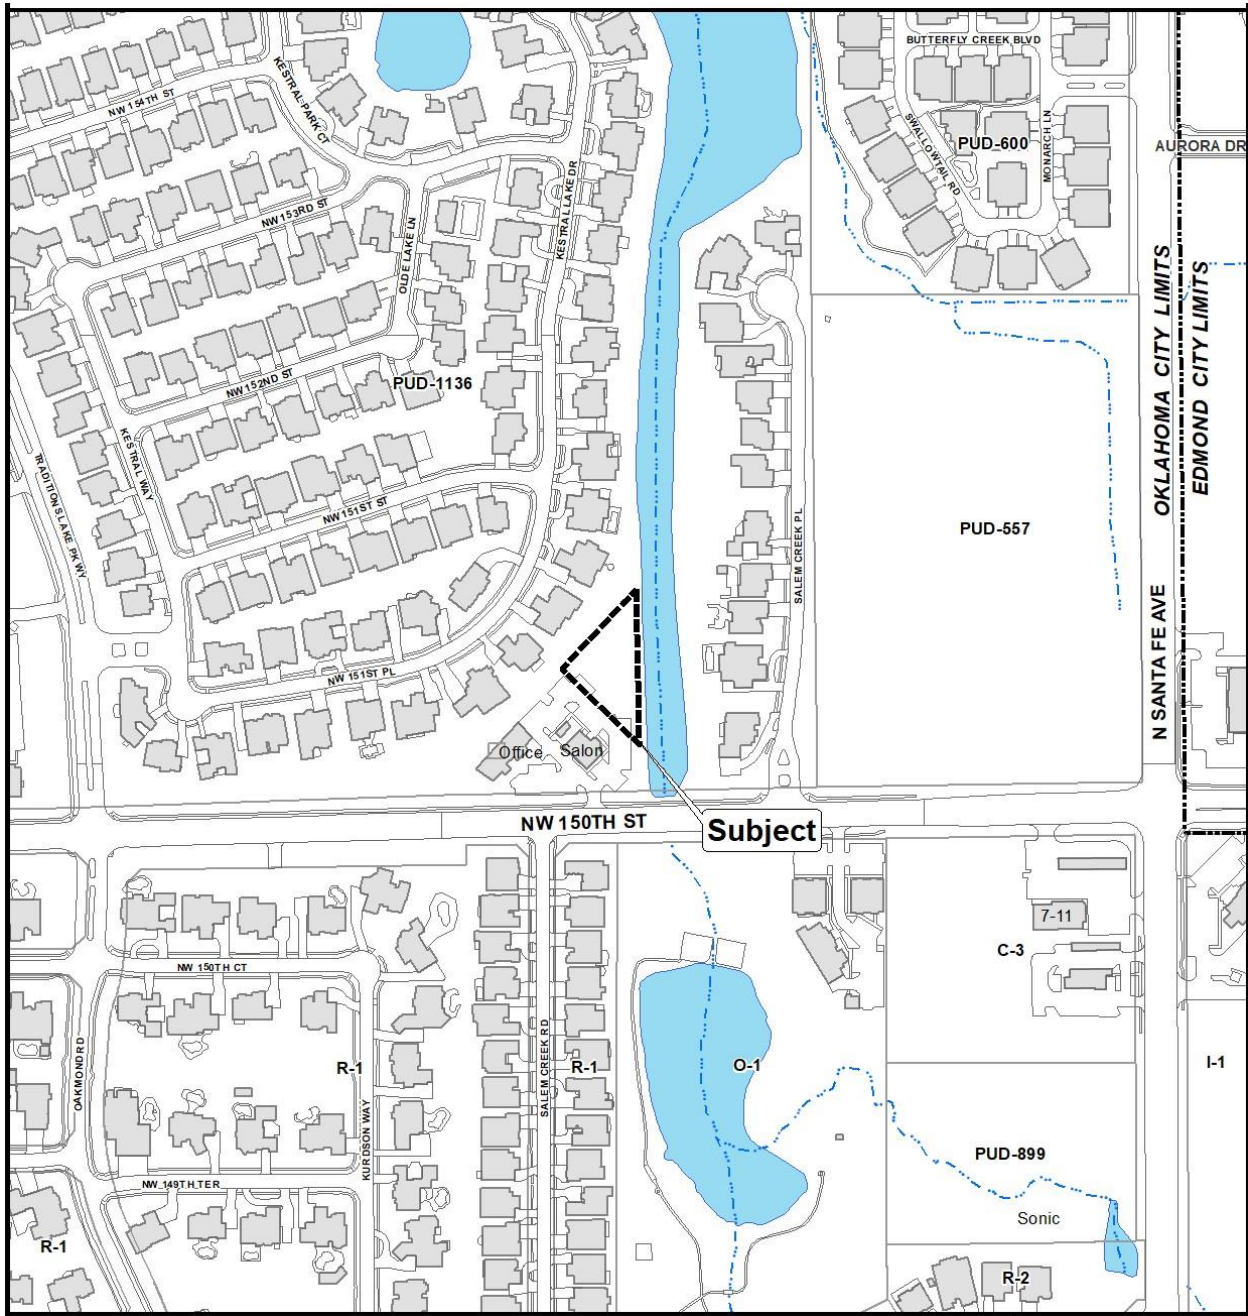 BUTTERFLY CREEK BLVD
KESTRAL PARK CT
NW 154TH ST
SWALLOWTAIL RD
PUD-600
MONARCH LN
AURORA DR
NW 153RD ST
OLDE LAKE LN
KESTRAL LAKE DR
OKLAHOMA CITY LIMITS
EDMOND CITY LIMITS
NW 152ND ST
PUD-1136
KESTRAL WAY
TRADITIONS LAKE PKWY
NW 151ST ST
PUD-557
SALEM CREEK PL
N SANTA FE AVE
NW 151ST PL
Office
Salon
NW 150TH ST
Subject
7-11
C-3
NW 150TH CT
OAKMOND RD
R-1
KURDSON WAY
SALEM CREEK RD
R-1
O-1
I-1
PUD-899
NW 149TH TER
Sonic
R-1
R-2